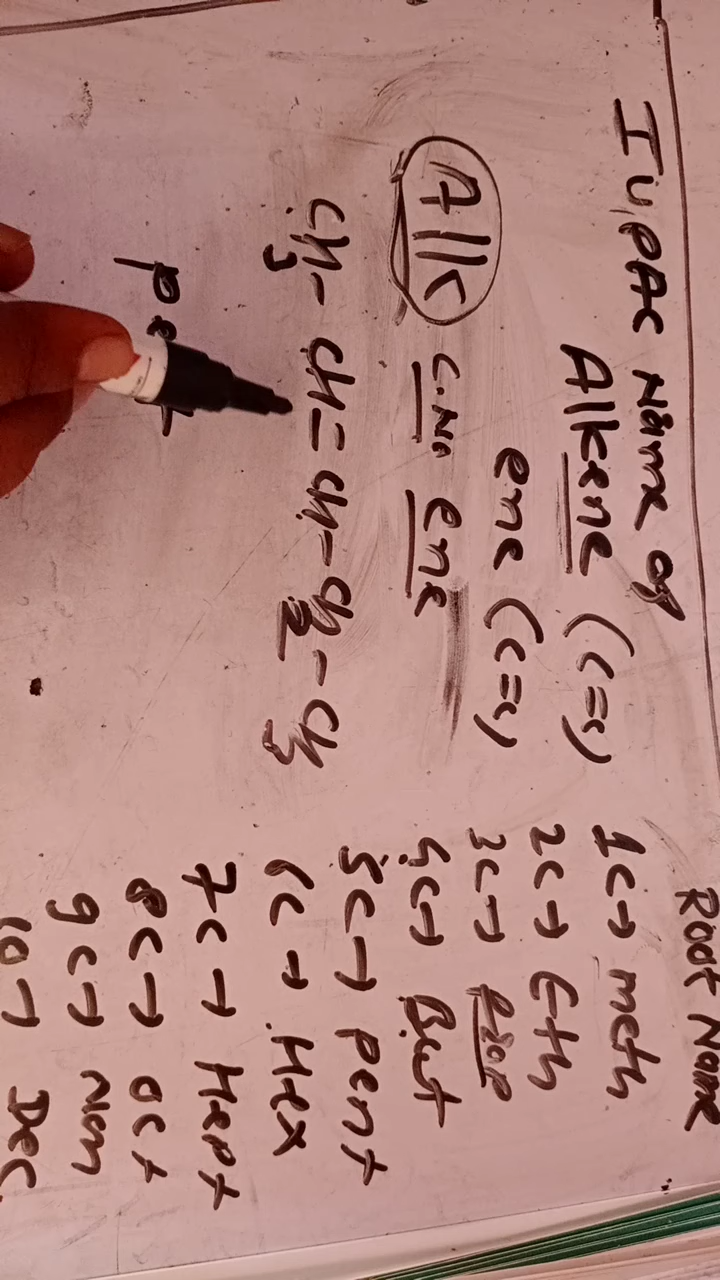 IUPAC Name of
Alkene (C=C)
ene (C=C)
Alk C.No ene
CH3- CH = CH - CH2 - CH3
Root Name
1C→ meth
2C→ Eth
3C→ Prop
4C→ But
5C→ Pent
6C→ Hex
7C→ Hept
8C→ Oct
9C→ Non
10→ Dec